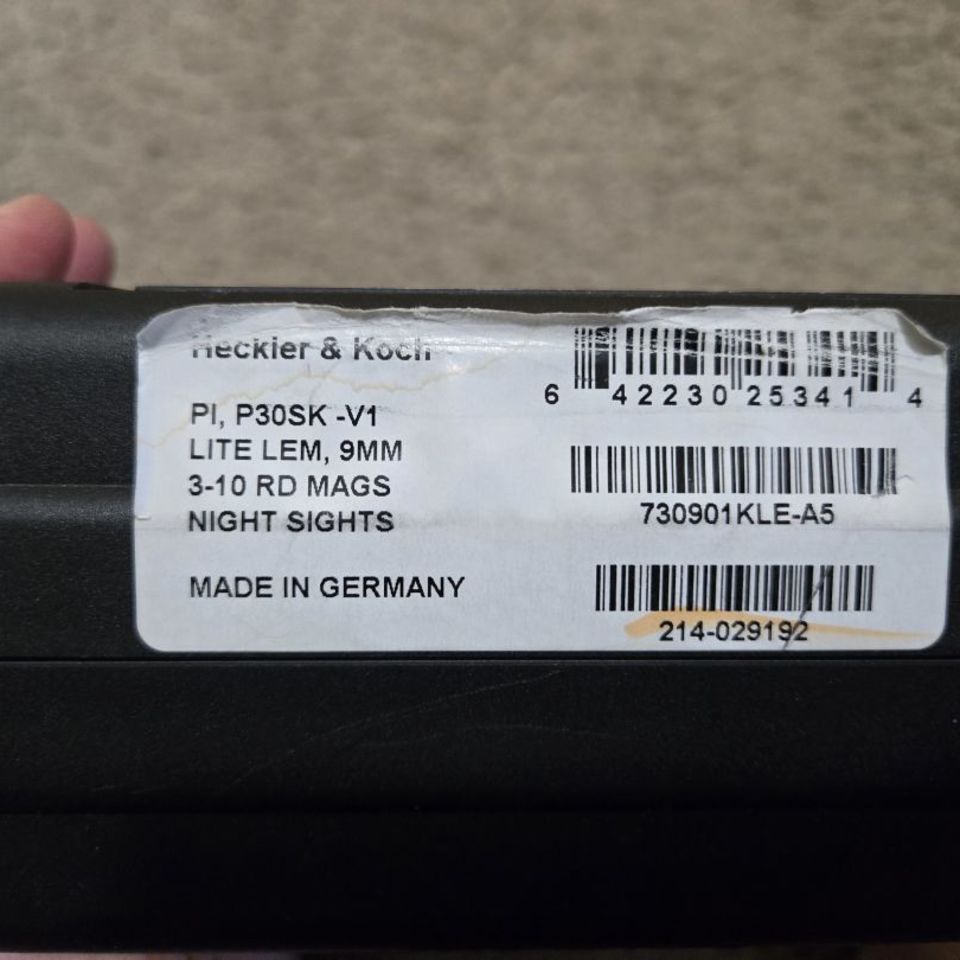 Heckler & Koch
PI, P30SK -V1
LITE LEM, 9MM
3-10 RD MAGS
NIGHT SIGHTS
MADE IN GERMANY
6 42230 25341 4
730901KLE-A5
214-029192